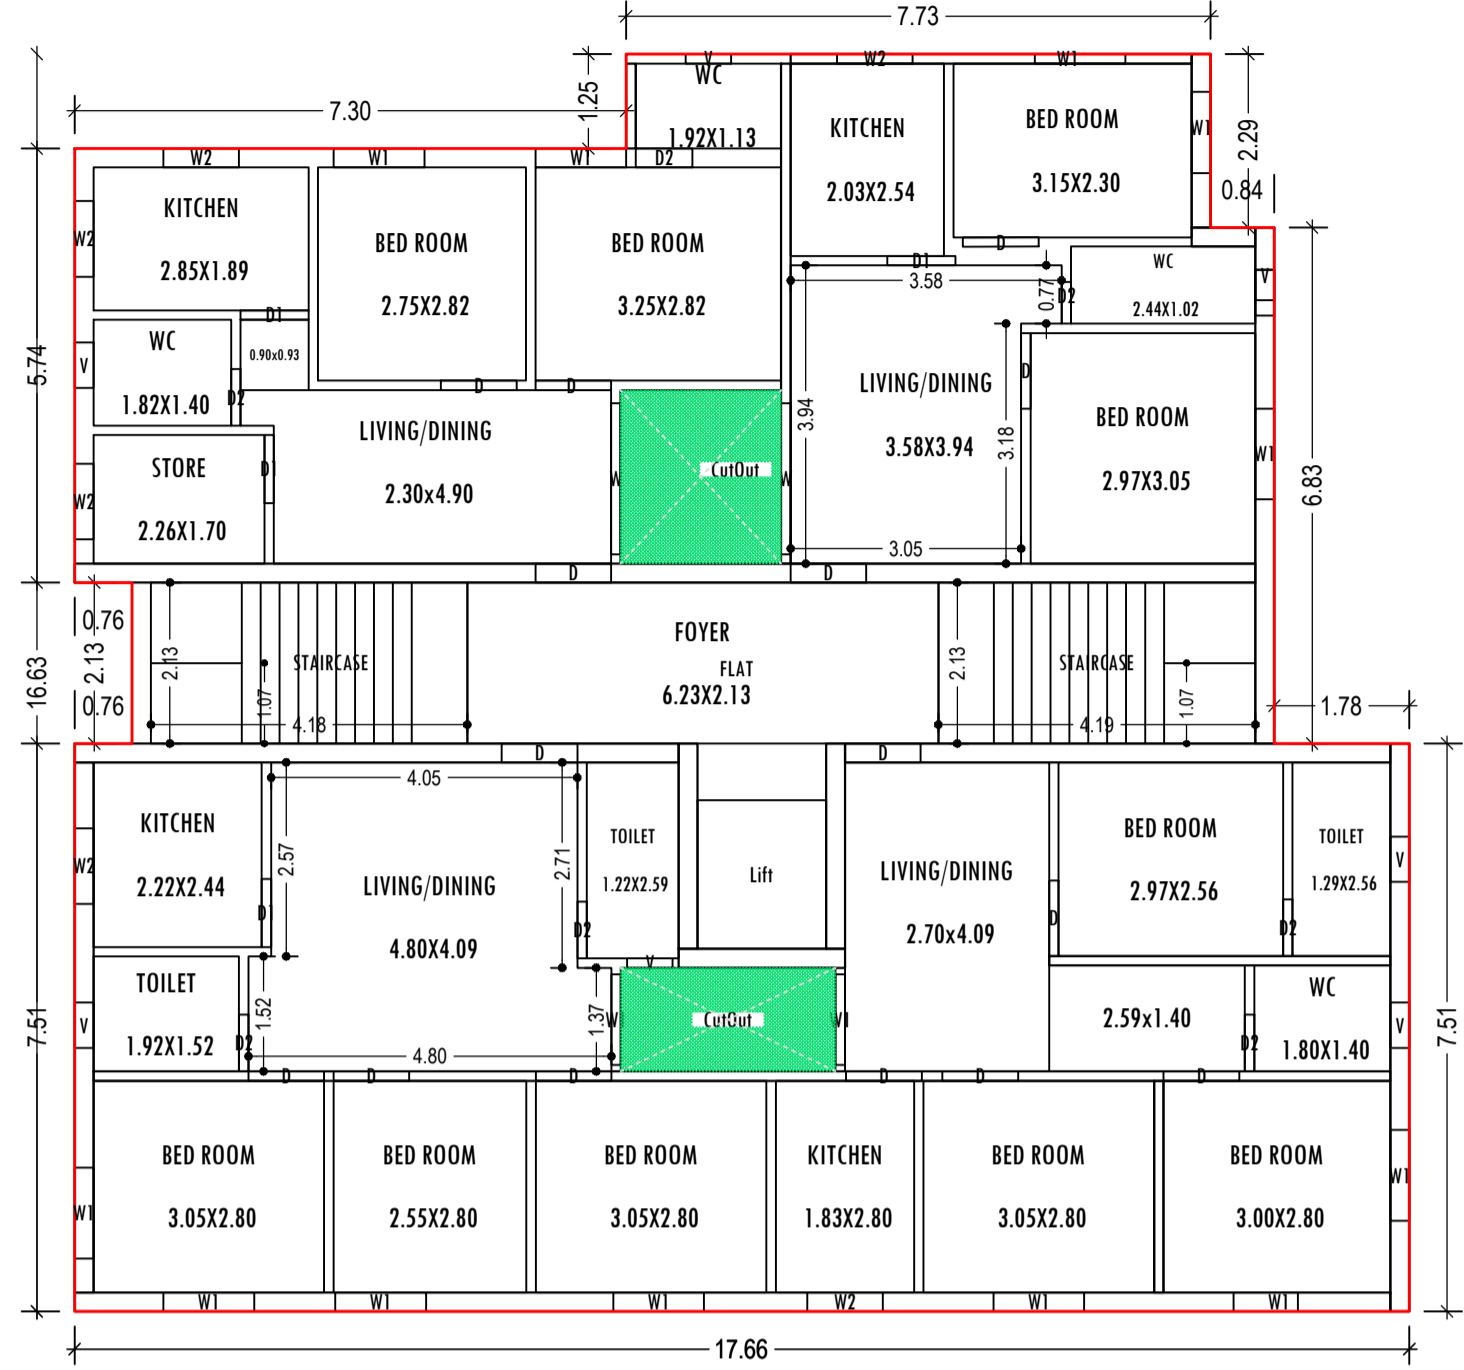 7.73
V
W2
W1
WC
1.25
7.30
1.92X1.13
KITCHEN
2.03X2.54
BED ROOM
3.15X2.30
W1
2.29
0.84
W2
W1
W1
D2
KITCHEN
2.85X1.89
W2
BED ROOM
2.75X2.82
BED ROOM
3.25X2.82
D
D1
3.58
0.77
D2
WC
2.44X1.02
V
D1
0.90x0.93
WC
1.82X1.40
V
D2
5.74
D
D
LIVING/DINING
2.30x4.90
STORE
2.26X1.70
D1
W2
W
CutOut
W
3.94
LIVING/DINING
3.58X3.94
3.18
D
BED ROOM
2.97X3.05
W1
6.83
3.05
D
D
0.76
2.13
0.76
16.63
2.13
STAIRCASE
1.07
4.18
FOYER
FLAT
6.23X2.13
2.13
STAIRCASE
1.07
4.19
1.78
D
D
4.05
KITCHEN
2.22X2.44
W2
D1
2.57
2.71
LIVING/DINING
4.80X4.09
TOILET
1.22X2.59
D2
Lift
LIVING/DINING
2.70x4.09
BED ROOM
2.97X2.56
D
TOILET
1.29X2.56
D2
V
V
TOILET
1.92X1.52
V
D2
1.52
4.80
1.37
W
CutOut
V1
2.59x1.40
D2
WC
1.80X1.40
V
7.51
7.51
D
D
D
D
D
D
BED ROOM
3.05X2.80
BED ROOM
2.55X2.80
BED ROOM
3.05X2.80
KITCHEN
1.83X2.80
BED ROOM
3.05X2.80
BED ROOM
3.00X2.80
W1
W1
W1
W1
W1
W2
W1
W1
17.66